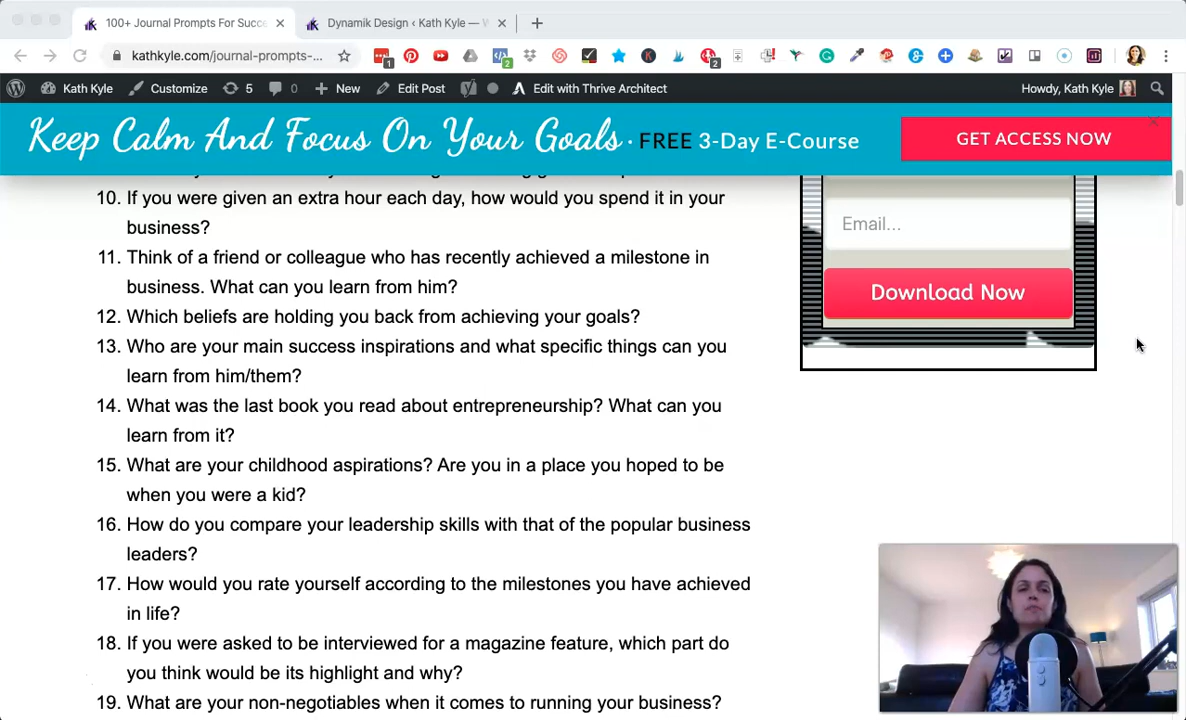 100+ Journal Prompts For Succe
Dynamik Design ‹ Kath Kyle — W
kathkyle.com/journal-prompts-...
1
2
2
Kath Kyle
Customize
5
0
New
Edit Post
Edit with Thrive Architect
Howdy, Kath Kyle
Keep Calm And Focus On Your Goals · FREE 3-Day E-Course
GET ACCESS NOW
10. If you were given an extra hour each day, how would you spend it in your
business?
11. Think of a friend or colleague who has recently achieved a milestone in
business. What can you learn from him?
12. Which beliefs are holding you back from achieving your goals?
13. Who are your main success inspirations and what specific things can you
learn from him/them?
14. What was the last book you read about entrepreneurship? What can you
learn from it?
15. What are your childhood aspirations? Are you in a place you hoped to be
when you were a kid?
16. How do you compare your leadership skills with that of the popular business
leaders?
17. How would you rate yourself according to the milestones you have achieved
in life?
18. If you were asked to be interviewed for a magazine feature, which part do
you think would be its highlight and why?
19. What are your non-negotiables when it comes to running your business?
Email...
Download Now